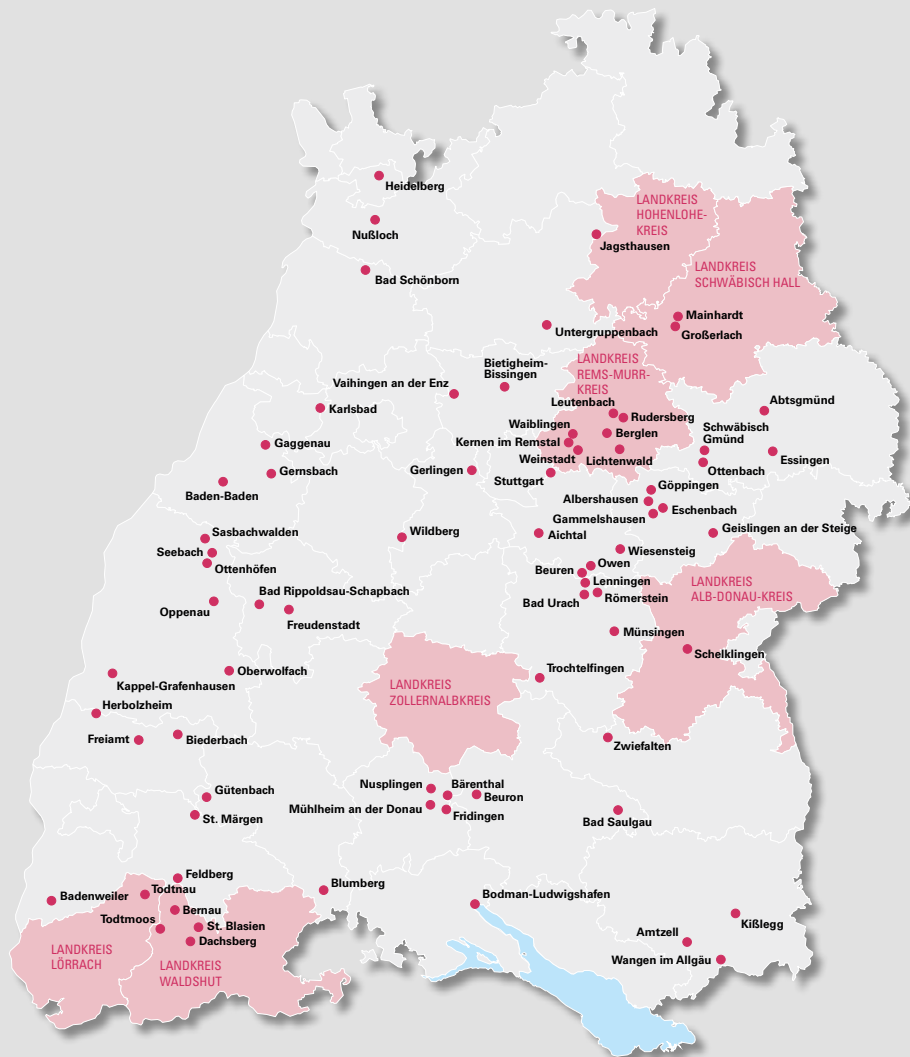 Heidelberg
Nußloch
Bad Schönborn
LANDKREIS
HOHENLOHE-
KREIS
Jagsthausen
LANDKREIS
SCHWÄBISCH HALL
Mainhardt
Großerlach
Untergruppenbach
LANDKREIS
REMS-MURR-
KREIS
Bietigheim-
Bissingen
Vaihingen an der Enz
Karlsbad
Leutenbach
Rudersberg
Abtsgmünd
Waiblingen
Berglen
Schwäbisch
Gmünd
Kernen im Remstal
Gaggenau
Weinstadt
Lichtenwald
Essingen
Gernsbach
Gerlingen
Ottenbach
Stuttgart
Baden-Baden
Göppingen
Albershausen
Eschenbach
Gammelshausen
Geislingen an der Steige
Sasbachwalden
Wildberg
Aichtal
Seebach
Wiesensteig
Ottenhöfen
Owen
Beuren
Lenningen
LANDKREIS
ALB-DONAU-KREIS
Bad Rippoldsau-Schapbach
Bad Urach
Römerstein
Oppenau
Freudenstadt
Münsingen
Schelklingen
Oberwolfach
Trochtelfingen
Kappel-Grafenhausen
LANDKREIS
ZOLLERNALBKREIS
Herbolzheim
Freiamt
Biederbach
Zwiefalten
Nusplingen
Bärenthal
Gütenbach
Beuron
Mühlheim an der Donau
Fridingen
St. Märgen
Bad Saulgau
Feldberg
Blumberg
Todtnau
Badenweiler
Bodman-Ludwigshafen
Bernau
Todtmoos
St. Blasien
Kißlegg
Dachsberg
Amtzell
LANDKREIS
LÖRRACH
Wangen im Allgäu
LANDKREIS
WALDSHUT